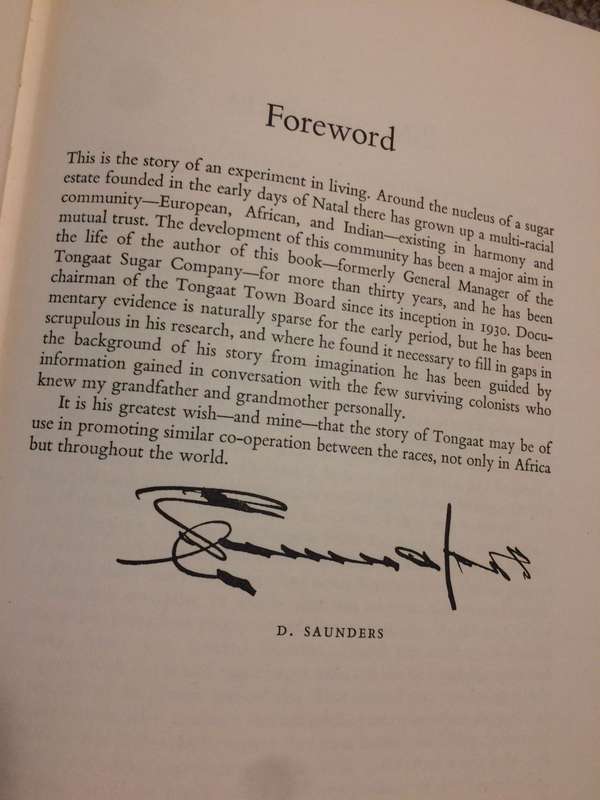 Foreword
This is the story of an experiment in living. Around the nucleus of a sugar
estate founded in the early days of Natal there has grown up a multi-racial
community—European, African, and Indian—existing in harmony and
mutual trust. The development of this community has been a major aim in
the life of the author of this book—formerly General Manager of the
Tongaat Sugar Company—for more than thirty years, and he has been
chairman of the Tongaat Town Board since its inception in 1930. Docu-
mentary evidence is naturally sparse for the early period, but he has been
scrupulous in his research, and where he found it necessary to fill in gaps in
the background of his story from imagination he has been guided by
information gained in conversation with the few surviving colonists who
knew my grandfather and grandmother personally.
It is his greatest wish—and mine—that the story of Tongaat may be of
use in promoting similar co-operation between the races, not only in Africa
but throughout the world.
D. SAUNDERS